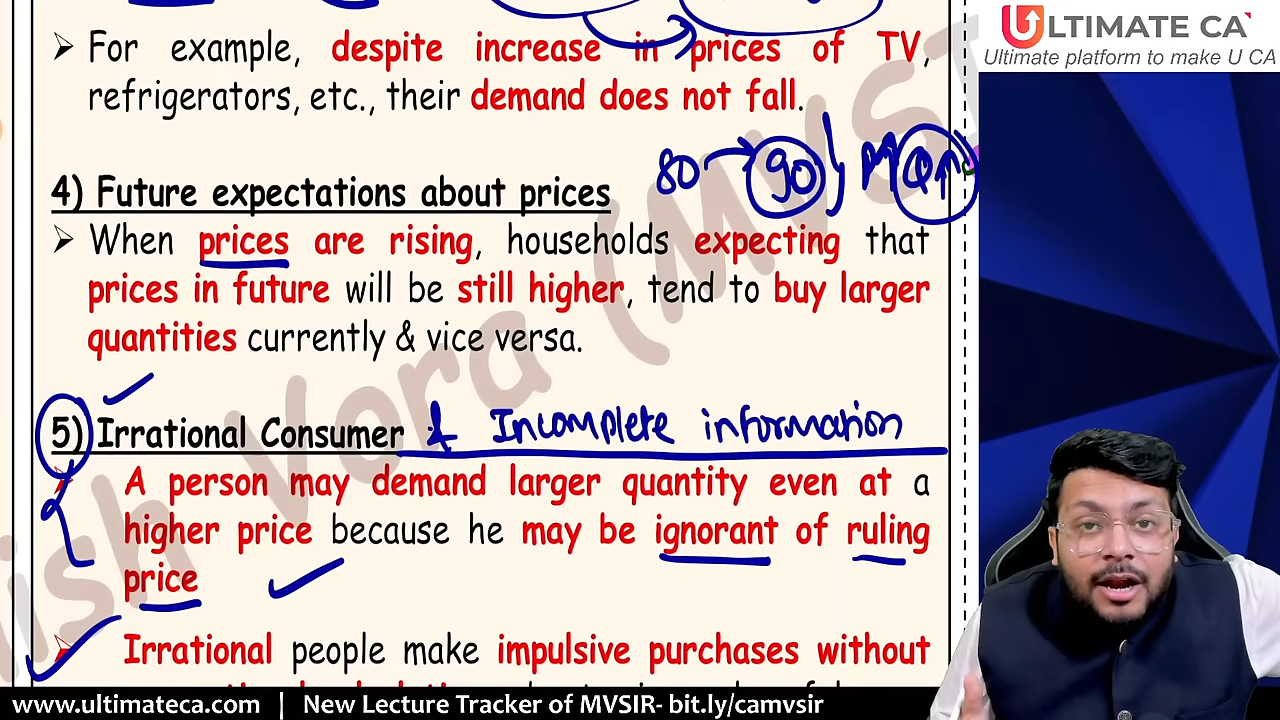 ULTIMATE CA
Ultimate platform to make U CA
➤ For example, despite increase in prices of TV,
refrigerators, etc., their demand does not fall.
80 → 90
4) Future expectations about prices
➤ When prices are rising, households expecting that
prices in future will be still higher, tend to buy larger
quantities currently & vice versa.
5) Irrational Consumer & Incomplete information
A person may demand larger quantity even at a
higher price because he may be ignorant of ruling
price
Irrational people make impulsive purchases without
www.ultimateca.com | New Lecture Tracker of MVSIR- bit.ly/camvsir